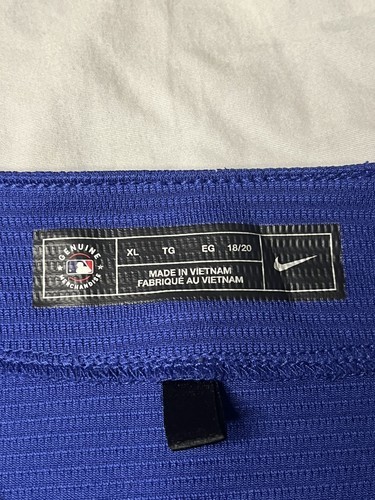 GENUINE
MERCHANDISE
XL TG EG 18/20
MADE IN VIETNAM
FABRIQUÉ AU VIETNAM